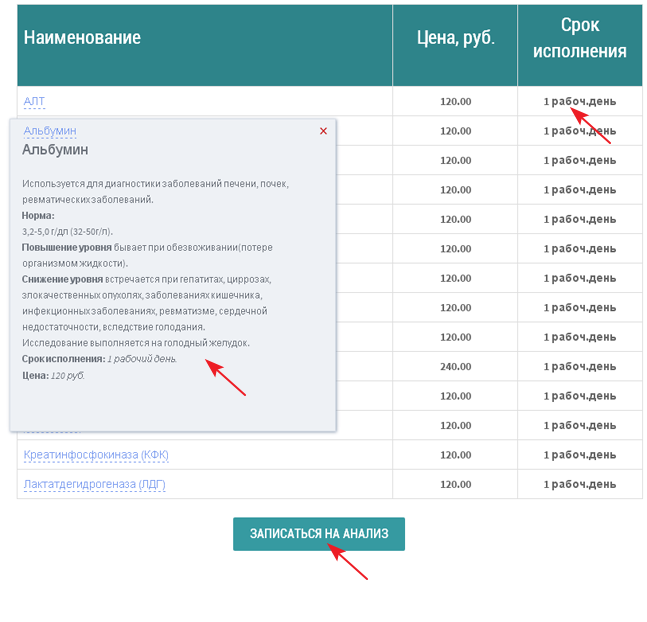 Наименование
Цена, руб.
Срок
исполнения
АЛТ
120.00
1 рабоч.день
Альбумин
120.00
1 рабоч.день
Альбумин
Используется для диагностики заболеваний печени, почек,
ревматических заболеваний.
Норма:
3,2-5,0 г/дл (32-50г/л).
Повышение уровня бывает при обезвоживании(потере
организмом жидкости).
Снижение уровня встречается при гепатитах, циррозах,
злокачественных опухолях, заболеваниях кишечника,
инфекционных заболеваниях, ревматизме, сердечной
недостаточности, вследствие голодания.
Исследование выполняется на голодный желудок.
Срок исполнения: 1 рабочий день.
Цена: 120 руб.
120.00
1 рабоч.день
120.00
1 рабоч.день
120.00
1 рабоч.день
120.00
1 рабоч.день
120.00
1 рабоч.день
120.00
1 рабоч.день
120.00
1 рабоч.день
240.00
1 рабоч.день
120.00
1 рабоч.день
120.00
1 рабоч.день
Креатинфосфокиназа (КФК)
120.00
1 рабоч.день
Лактатдегидрогеназа (ЛДГ)
120.00
1 рабоч.день
ЗАПИСАТЬСЯ НА АНАЛИЗ